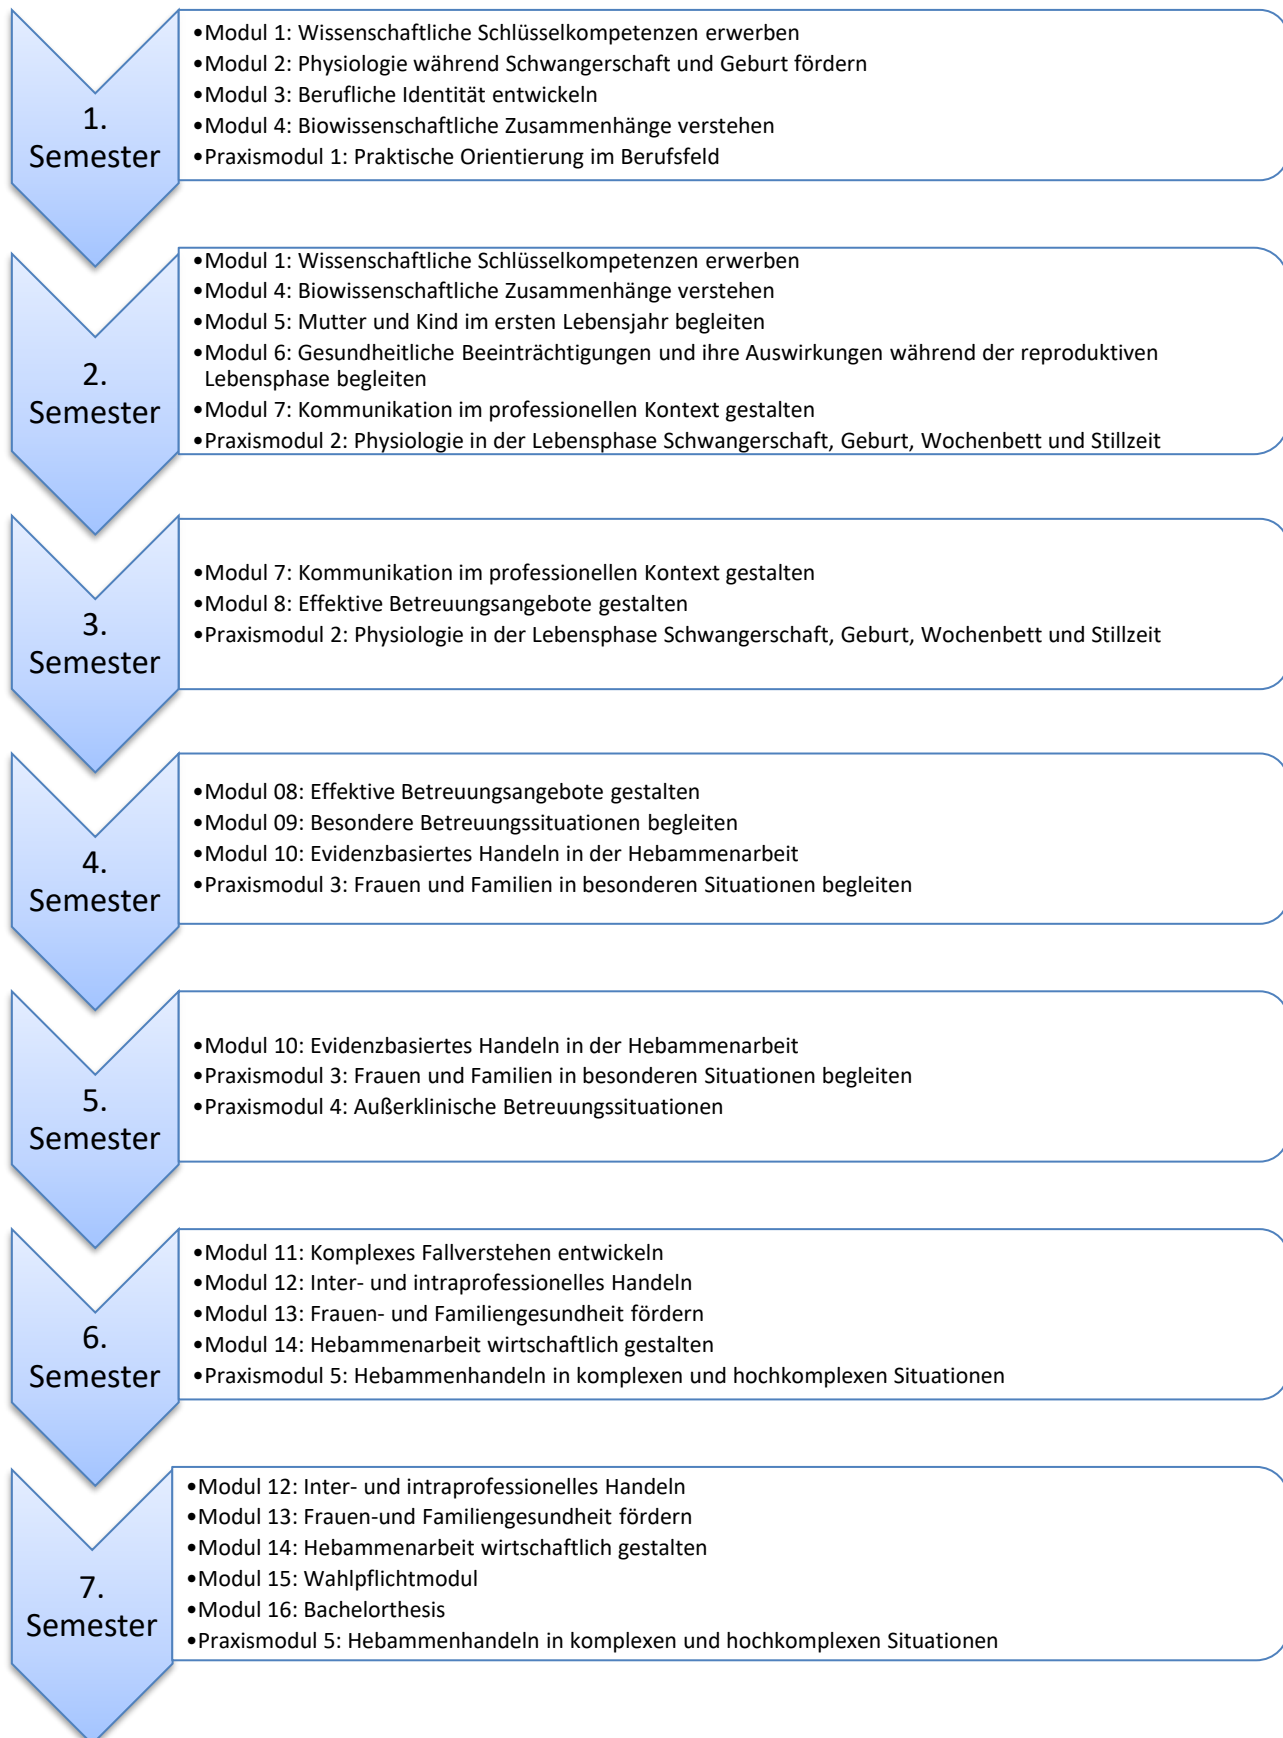 1.
Semester
•Modul 1: Wissenschaftliche Schlüsselkompetenzen erwerben
•Modul 2: Physiologie während Schwangerschaft und Geburt fördern
•Modul 3: Berufliche Identität entwickeln
•Modul 4: Biowissenschaftliche Zusammenhänge verstehen
•Praxismodul 1: Praktische Orientierung im Berufsfeld
2.
Semester
•Modul 1: Wissenschaftliche Schlüsselkompetenzen erwerben
•Modul 4: Biowissenschaftliche Zusammenhänge verstehen
•Modul 5: Mutter und Kind im ersten Lebensjahr begleiten
•Modul 6: Gesundheitliche Beeinträchtigungen und ihre Auswirkungen während der reproduktiven
Lebensphase begleiten
•Modul 7: Kommunikation im professionellen Kontext gestalten
•Praxismodul 2: Physiologie in der Lebensphase Schwangerschaft, Geburt, Wochenbett und Stillzeit
3.
Semester
•Modul 7: Kommunikation im professionellen Kontext gestalten
•Modul 8: Effektive Betreuungsangebote gestalten
•Praxismodul 2: Physiologie in der Lebensphase Schwangerschaft, Geburt, Wochenbett und Stillzeit
4.
Semester
•Modul 08: Effektive Betreuungsangebote gestalten
•Modul 09: Besondere Betreuungssituationen begleiten
•Modul 10: Evidenzbasiertes Handeln in der Hebammenarbeit
•Praxismodul 3: Frauen und Familien in besonderen Situationen begleiten
5.
Semester
•Modul 10: Evidenzbasiertes Handeln in der Hebammenarbeit
•Praxismodul 3: Frauen und Familien in besonderen Situationen begleiten
•Praxismodul 4: Außerklinische Betreuungssituationen
6.
Semester
•Modul 11: Komplexes Fallverstehen entwickeln
•Modul 12: Inter- und intraprofessionelles Handeln
•Modul 13: Frauen- und Familiengesundheit fördern
•Modul 14: Hebammenarbeit wirtschaftlich gestalten
•Praxismodul 5: Hebammenhandeln in komplexen und hochkomplexen Situationen
7.
Semester
•Modul 12: Inter- und intraprofessionelles Handeln
•Modul 13: Frauen-und Familiengesundheit fördern
•Modul 14: Hebammenarbeit wirtschaftlich gestalten
•Modul 15: Wahlpflichtmodul
•Modul 16: Bachelorthesis
•Praxismodul 5: Hebammenhandeln in komplexen und hochkomplexen Situationen